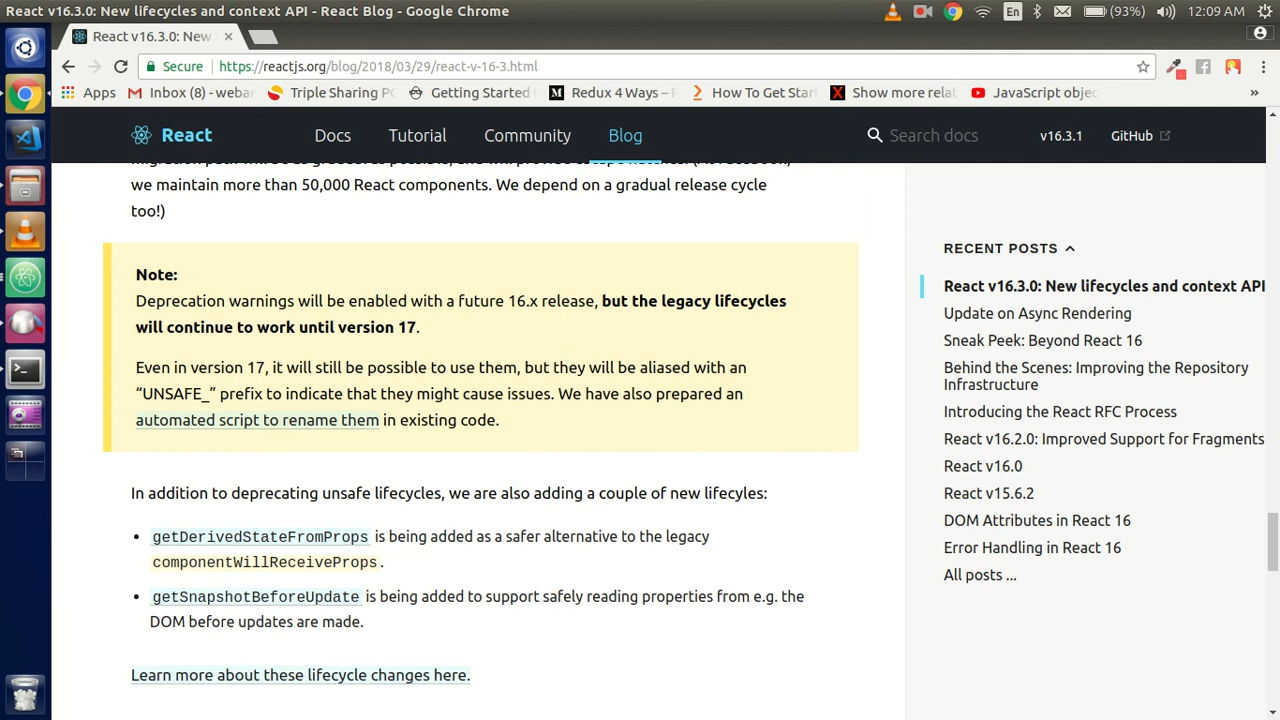 React v16.3.0: New lifecycles and context API - React Blog - Google Chrome
En
(93%)
12:09 AM
React v16.3.0: New
Secure
https://reactjs.org/blog/2018/03/29/react-v-16-3.html
Apps
Inbox (8) - webar
Triple Sharing PC
Getting Started
Redux 4 Ways –
How To Get Star
Show more rela
JavaScript objec
»
React
Docs
Tutorial
Community
Blog
Search docs
v16.3.1
GitHub
we maintain more than 50,000 React components. We depend on a gradual release cycle
too!)
Note:
Deprecation warnings will be enabled with a future 16.x release, but the legacy lifecycles
will continue to work until version 17.
Even in version 17, it will still be possible to use them, but they will be aliased with an
“UNSAFE_” prefix to indicate that they might cause issues. We have also prepared an
automated script to rename them in existing code.
In addition to deprecating unsafe lifecycles, we are also adding a couple of new lifecyles:
• getDerivedStateFromProps is being added as a safer alternative to the legacy
componentWillReceiveProps.
• getSnapshotBeforeUpdate is being added to support safely reading properties from e.g. the
DOM before updates are made.
Learn more about these lifecycle changes here.
RECENT POSTS
React v16.3.0: New lifecycles and context API
Update on Async Rendering
Sneak Peek: Beyond React 16
Behind the Scenes: Improving the Repository
Infrastructure
Introducing the React RFC Process
React v16.2.0: Improved Support for Fragments
React v16.0
React v15.6.2
DOM Attributes in React 16
Error Handling in React 16
All posts ...